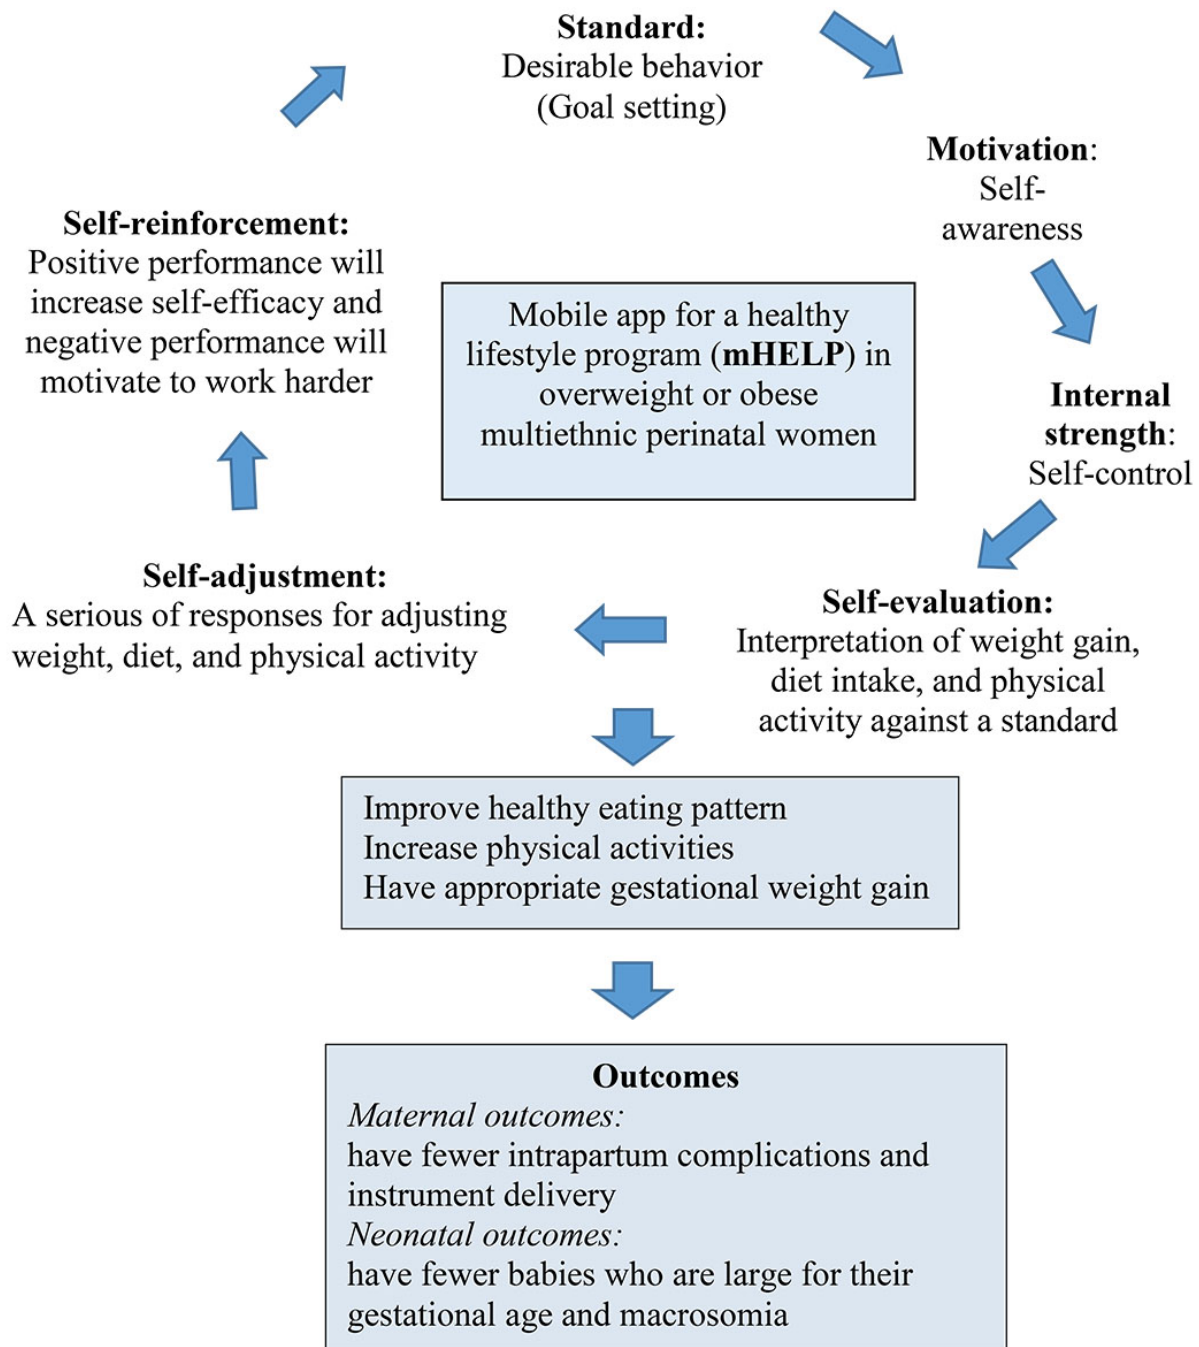 Standard:
Desirable behavior
(Goal setting)
Motivation:
Self-
awareness
Internal
strength:
Self-control
Self-evaluation:
Interpretation of weight gain,
diet intake, and physical
activity against a standard
Self-adjustment:
A serious of responses for adjusting
weight, diet, and physical activity
Self-reinforcement:
Positive performance will
increase self-efficacy and
negative performance will
motivate to work harder
Mobile app for a healthy
lifestyle program (mHELP) in
overweight or obese
multiethnic perinatal women
Improve healthy eating pattern
Increase physical activities
Have appropriate gestational weight gain
Outcomes
Maternal outcomes:
have fewer intrapartum complications and
instrument delivery
Neonatal outcomes:
have fewer babies who are large for their
gestational age and macrosomia